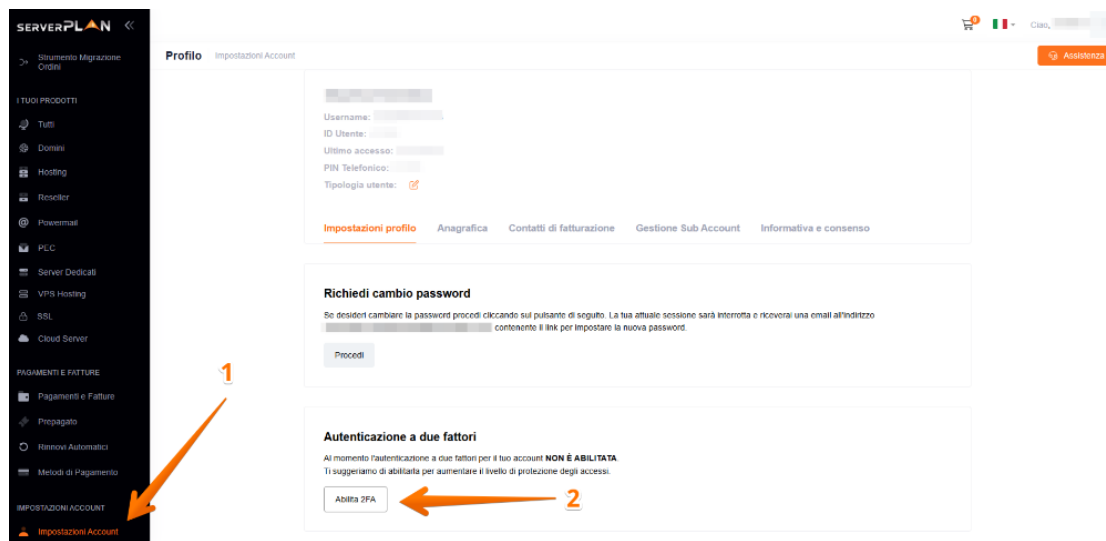 SERVERPLAN
0
Ciao,
Strumento Migrazione
Ordini
Profilo
Impostazioni Account
Assistenza
I TUOI PRODOTTI
Tutti
Domini
Hosting
Reseller
Powermail
PEC
Server Dedicati
VPS Hosting
SSL
Cloud Server
PAGAMENTI E FATTURE
Pagamenti e Fatture
Prepagato
Rinnovi Automatici
Metodi di Pagamento
IMPOSTAZIONI ACCOUNT
Impostazioni Account
1
Username:
ID Utente:
Ultimo accesso:
PIN Telefonico:
Tipologia utente:
Impostazioni profilo Anagrafica Contatti di fatturazione Gestione Sub Account Informativa e consenso
Richiedi cambio password
Se desideri cambiare la password procedi cliccando sul pulsante di seguito. La tua attuale sessione sarà interrotta e riceverai una email all'indirizzo
contenente il link per impostare la nuova password.
Procedi
Autenticazione a due fattori
Al momento l'autenticazione a due fattori per il tuo account NON È ABILITATA.
Ti suggeriamo di abilitarla per aumentare il livello di protezione degli accessi.
Abilita 2FA
2